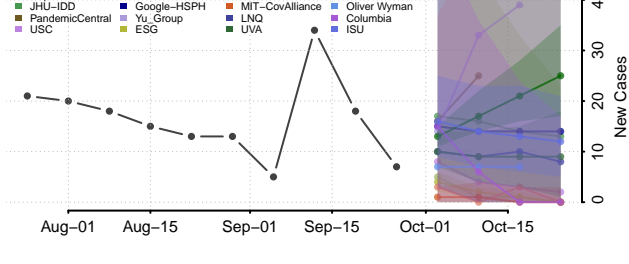 JHU−IDD Google−HSPH MIT−CovAlliance Oliver Wyman
PandemicCentral Yu_Group LNQ Columbia
USC ESG UVA ISU
4
30
20
10
0
New Cases
Aug−01 Aug−15 Sep−01 Sep−15 Oct−01 Oct−15